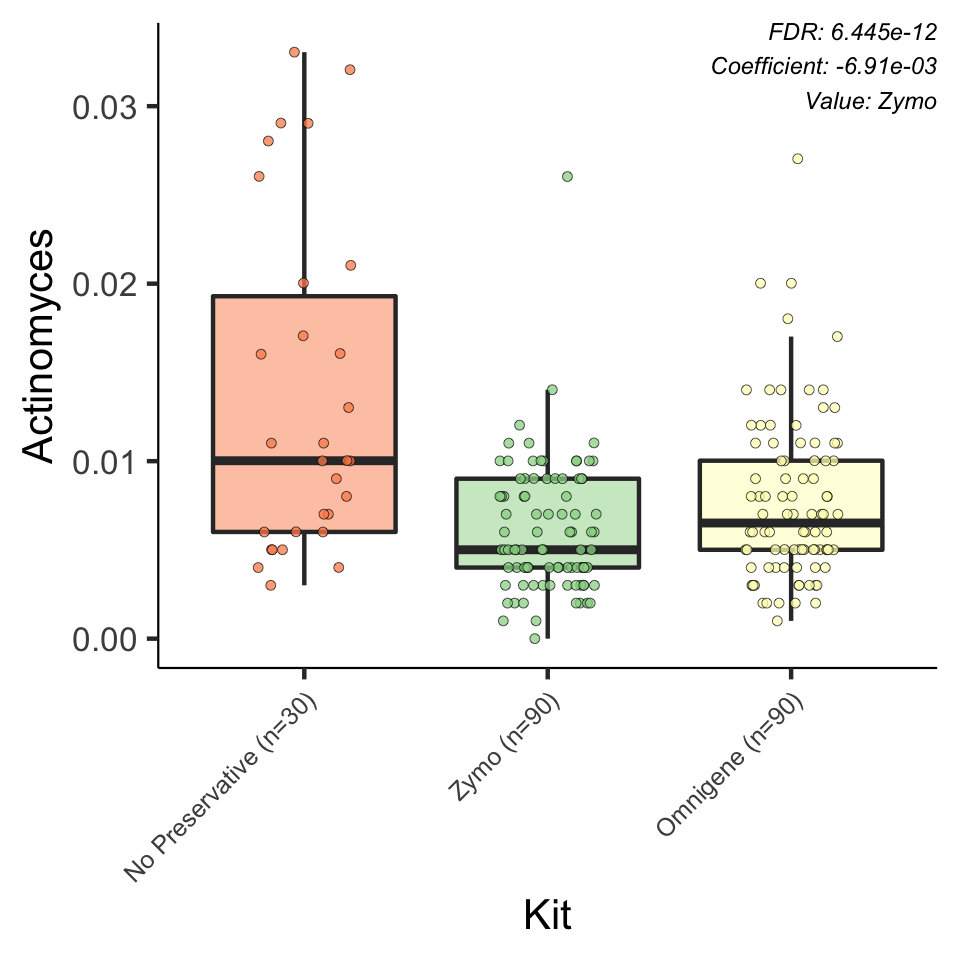 FDR: 6.445e-12
Coefficient: -6.91e-03
Value: Zymo
Actinomyces
0.03
0.02
0.01
0.00
No Preservative (n=30)
Zymo (n=90)
Omnigene (n=90)
Kit